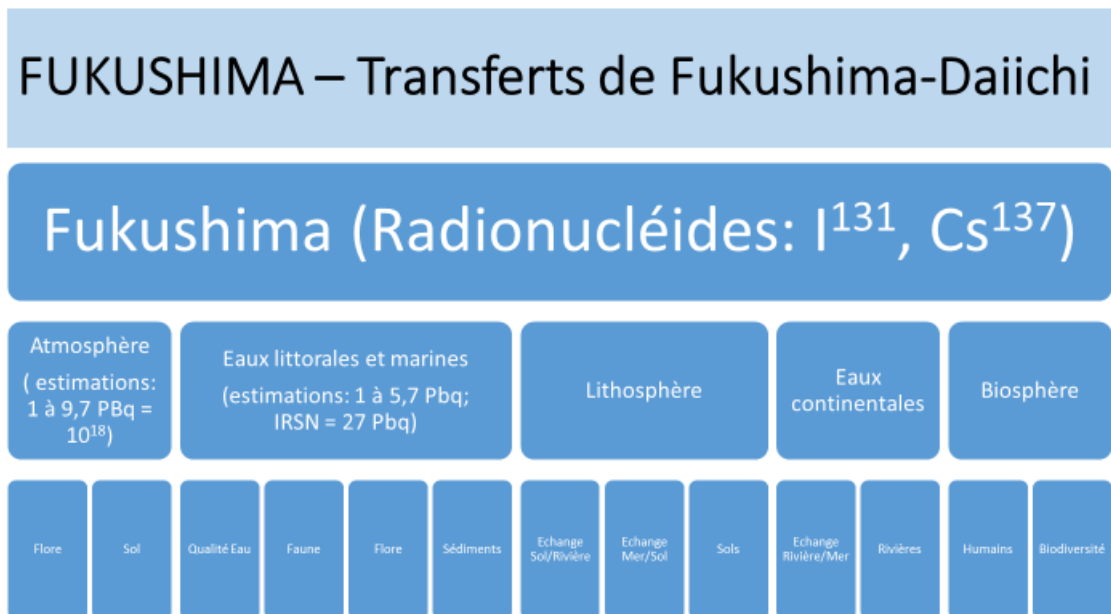 FUKUSHIMA – Transferts de Fukushima-Daiichi
Fukushima (Radionucléides: I¹³¹, Cs¹³⁷)
Atmosphère
( estimations:
1 à 9,7 PBq =
10¹⁸)
Eaux littorales et marines
(estimations: 1 à 5,7 Pbq;
IRSN = 27 Pbq)
Lithosphère
Eaux
continentales
Biosphère
Flore
Sol
Qualité Eau
Faune
Flore
Sédiments
Echange
Sol/Rivière
Echange
Mer/Sol
Sols
Echange
Rivière/Mer
Rivières
Humains
Biodiversité